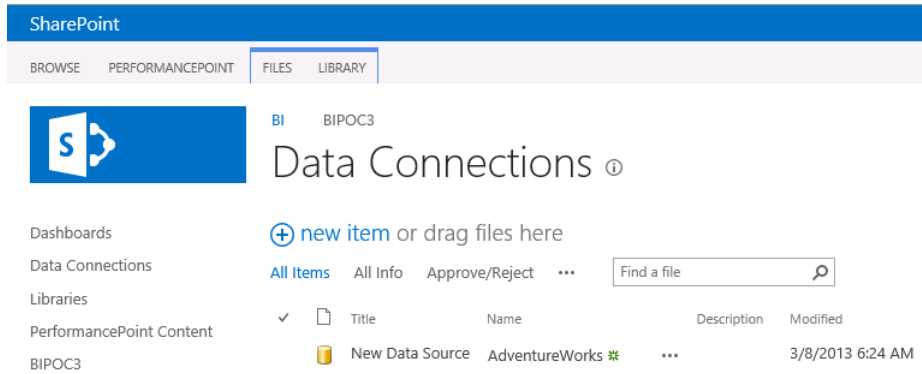 SharePoint
BROWSE PERFORMANCEPOINT FILES LIBRARY
S
BI BIPOC3
Data Connections
Dashboards
Data Connections
Libraries
PerformancePoint Content
BIPOC3
new item or drag files here
All Items All Info Approve/Reject ••• Find a file
Title Name Description Modified
New Data Source AdventureWorks ••• 3/8/2013 6:24 AM